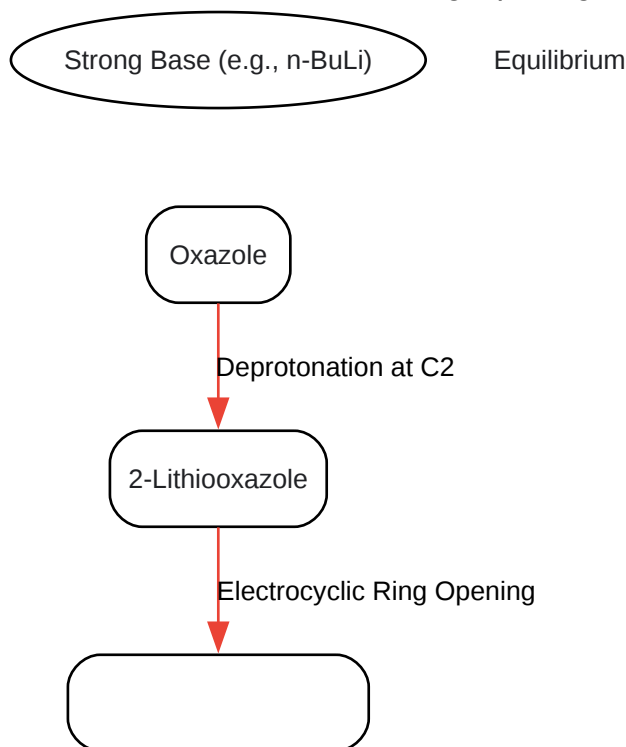 Strong Base (e.g., n-BuLi)
Equilibrium
Oxazole
Deprotonation at C2
2-Lithiooxazole
Electrocyclic Ring Opening